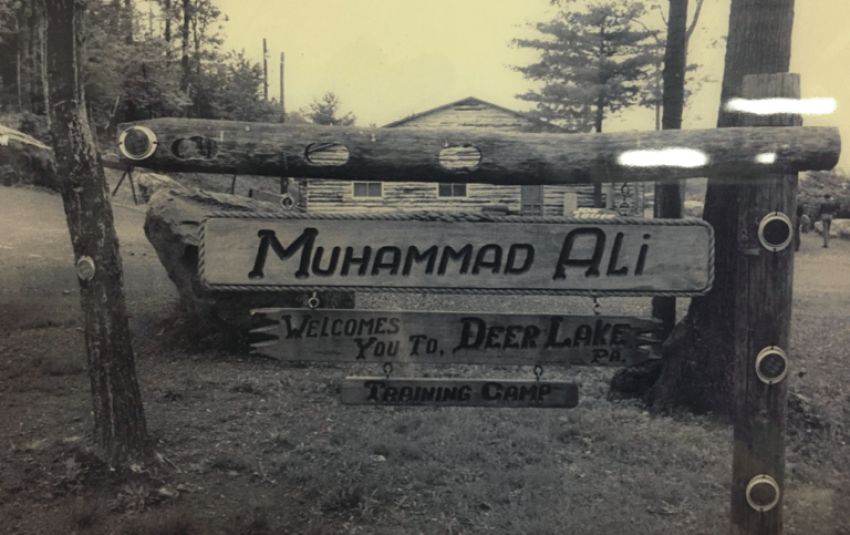 Muhammad Ali
Welcomes
You To, Deer Lake
Pa.
Training Camp